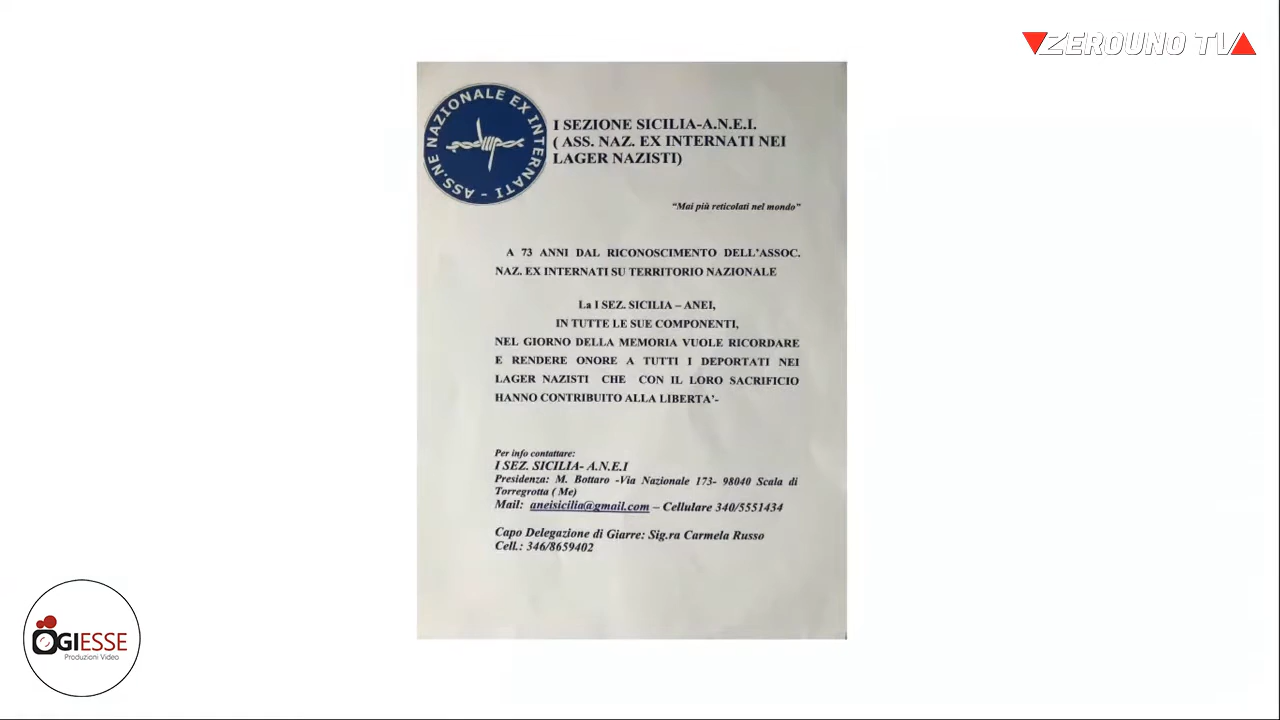 ZEROUNO TV
ASS.NE NAZIONALE EX INTERNATI -
I SEZIONE SICILIA-A.N.E.I.
( ASS. NAZ. EX INTERNATI NEI
LAGER NAZISTI)
“Mai più reticolati nel mondo”
A 73 ANNI DAL RICONOSCIMENTO DELL’ASSOC.
NAZ. EX INTERNATI SU TERRITORIO NAZIONALE
La I SEZ. SICILIA – ANEI,
IN TUTTE LE SUE COMPONENTI,
NEL GIORNO DELLA MEMORIA VUOLE RICORDARE
E RENDERE ONORE A TUTTI I DEPORTATI NEI
LAGER NAZISTI CHE CON IL LORO SACRIFICIO
HANNO CONTRIBUITO ALLA LIBERTA’-
Per info contattare:
I SEZ. SICILIA- A.N.E.I
Presidenza: M. Bottaro -Via Nazionale 173- 98040 Scala di
Torregrotta ( Me)
Mail: aneisicilia@gmail.com – Cellulare 340/5551434
Capo Delegazione di Giarre: Sig.ra Carmela Russo
Cell.: 346/8659402
OGIESSE
Produzioni Video